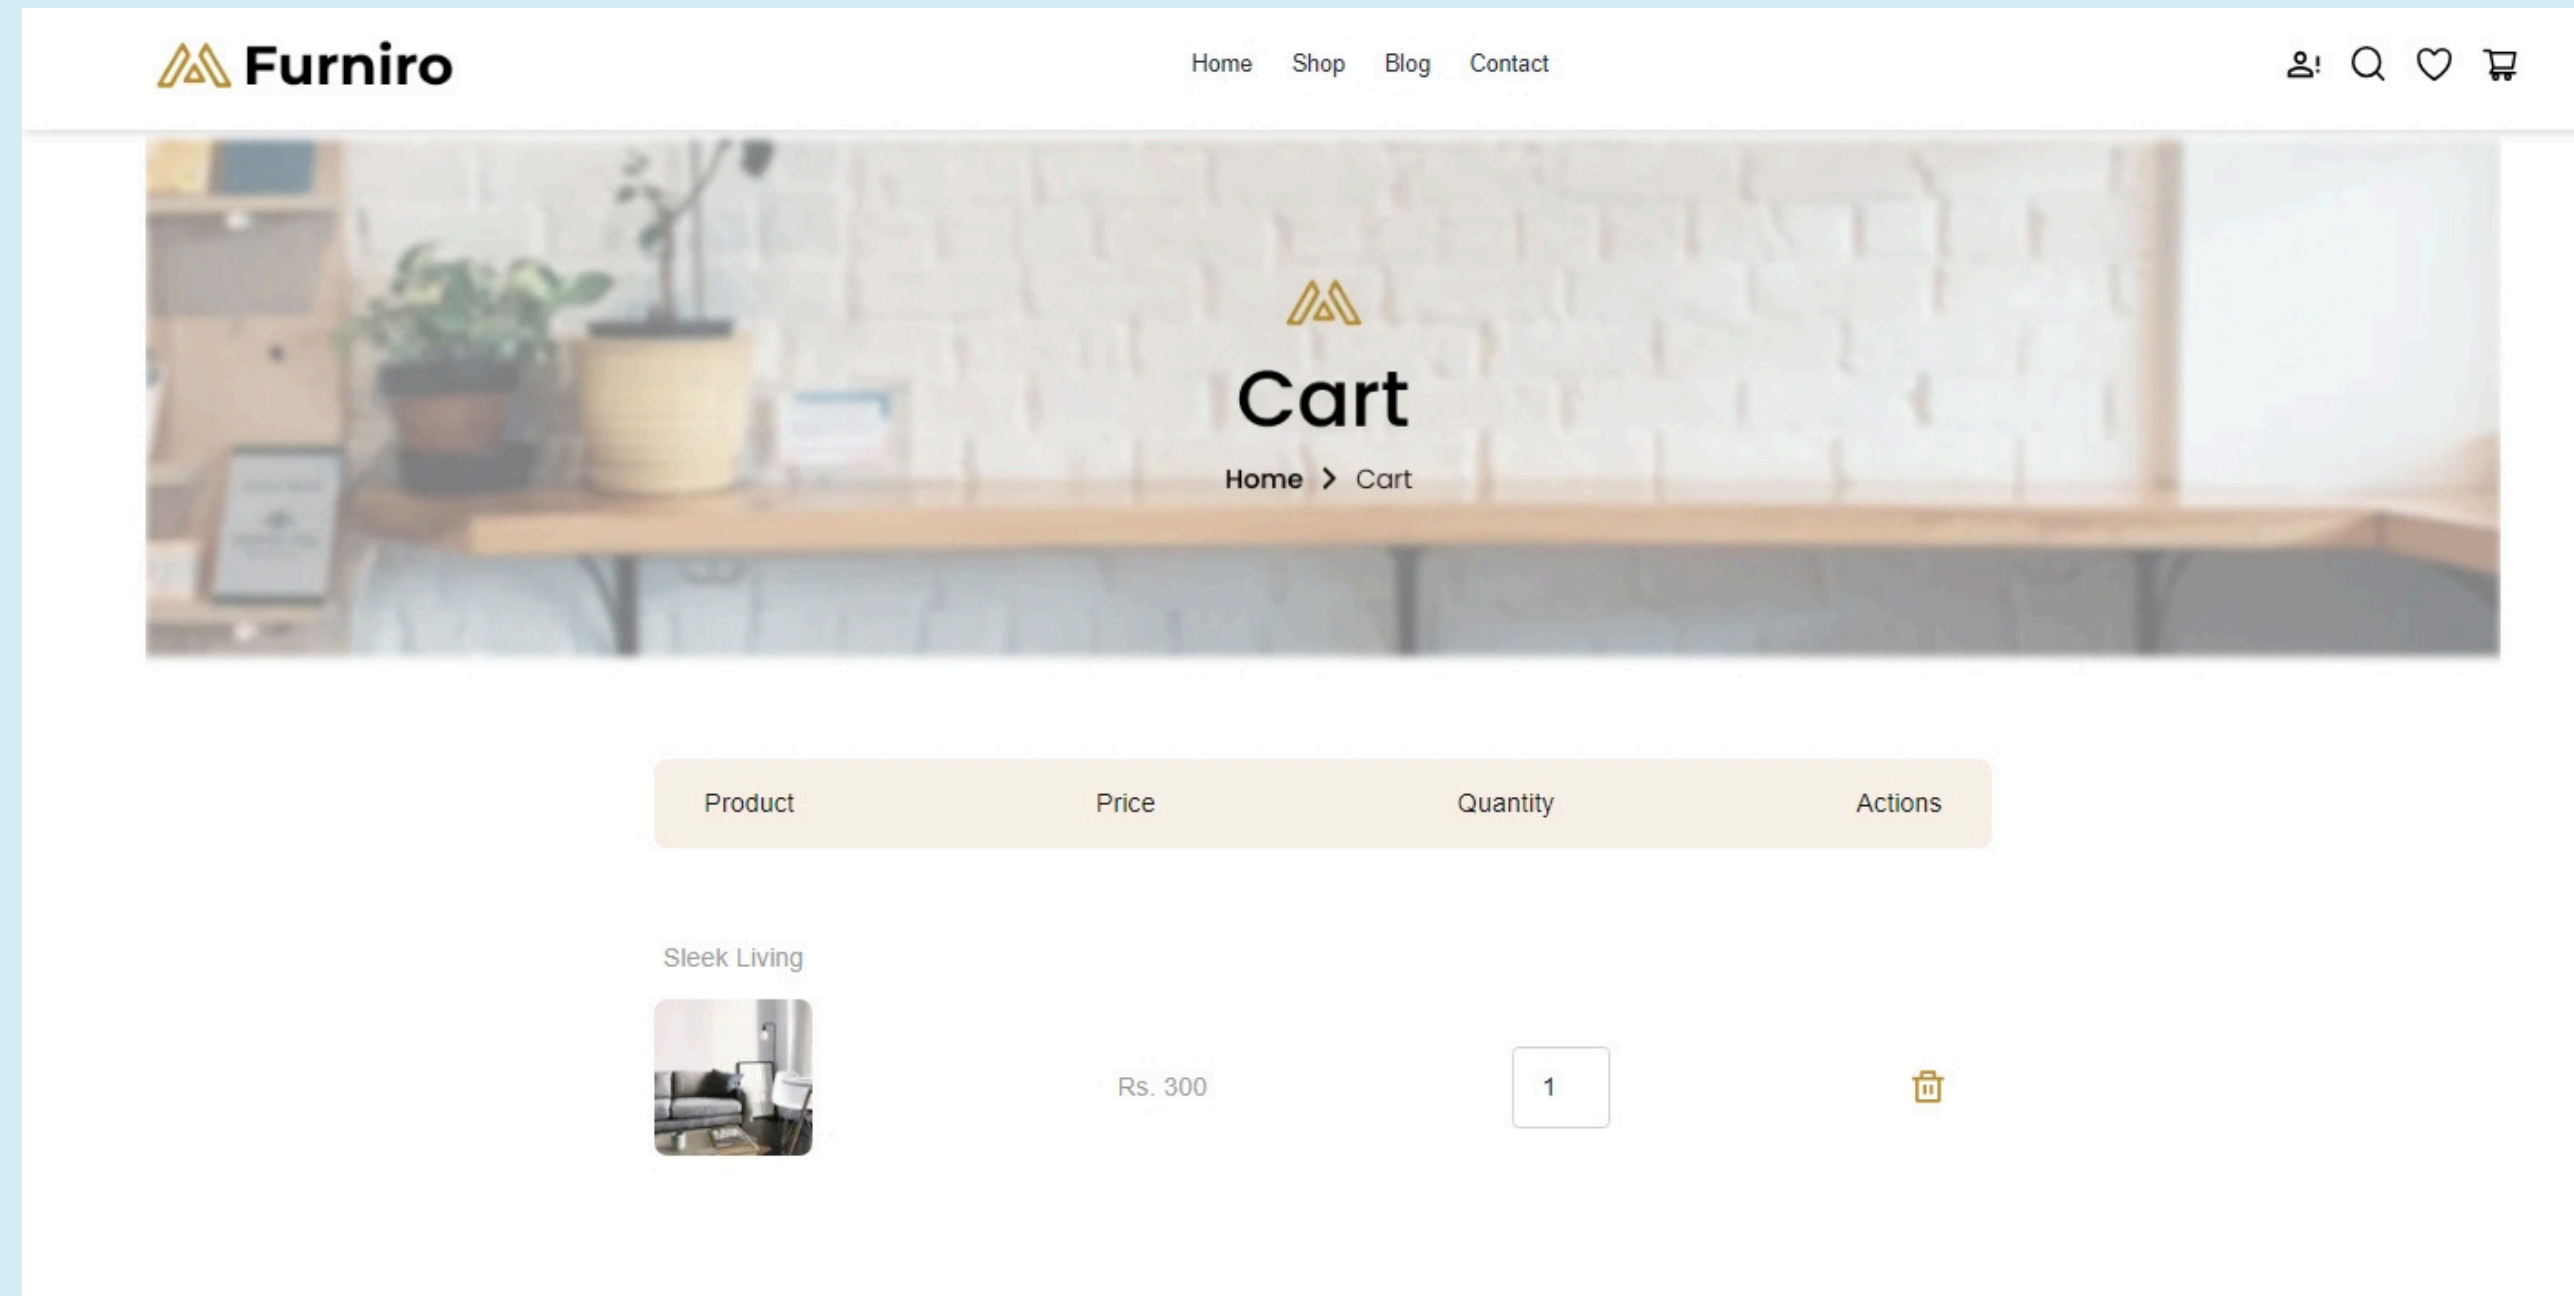 Furniro
Home Shop Blog Contact
Cart
Home > Cart
Product Price Quantity Actions
Sleek Living
Rs. 300 1